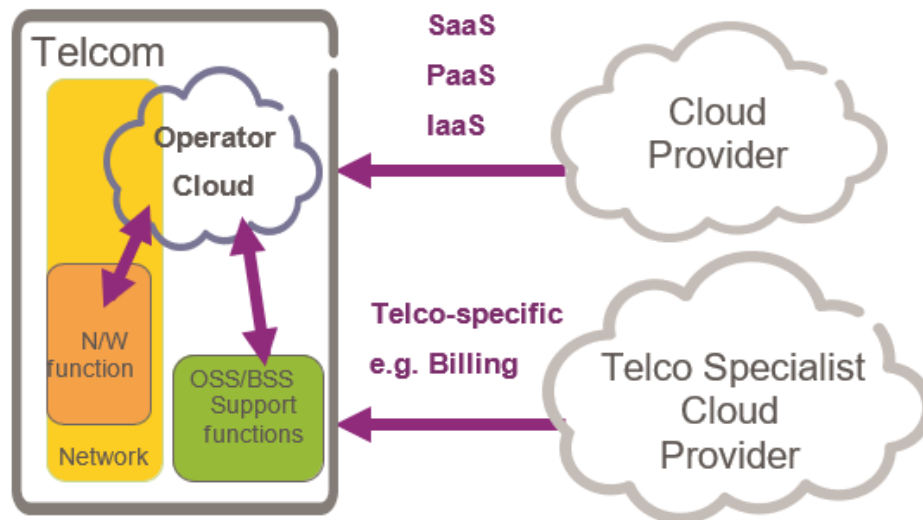 Telcom
Operator
Cloud
N/W
function
Network
OSS/BSS
Support
functions
SaaS
PaaS
IaaS
Telco-specific
e.g. Billing
Cloud
Provider
Telco Specialist
Cloud
Provider